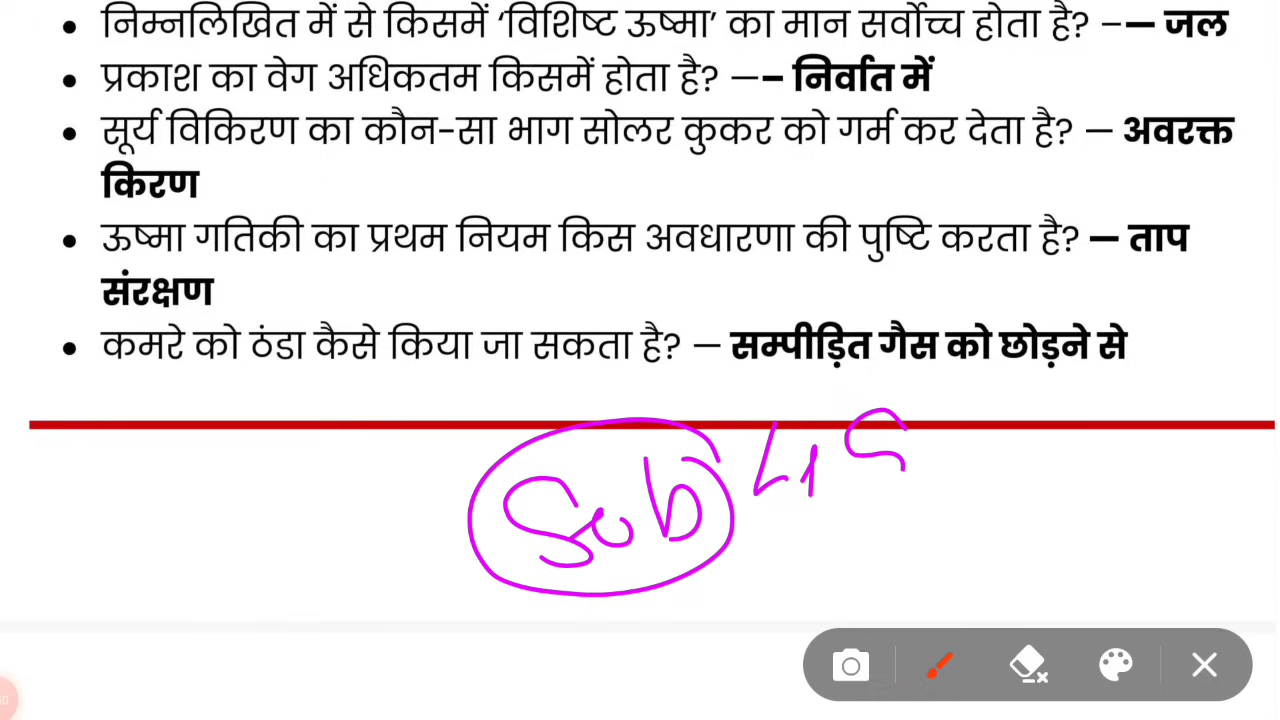 • निम्नलिखित में से किसमें ‘विशिष्ट ऊष्मा’ का मान सर्वोच्च होता है? –— जल
• प्रकाश का वेग अधिकतम किसमें होता है? —– निर्वात में
• सूर्य विकिरण का कौन-सा भाग सोलर कुकर को गर्म कर देता है? — अवरक्त
किरण
• ऊष्मा गतिकी का प्रथम नियम किस अवधारणा की पुष्टि करता है? — ताप
संरक्षण
• कमरे को ठंडा कैसे किया जा सकता है? — सम्पीड़ित गैस को छोड़ने से
Sub